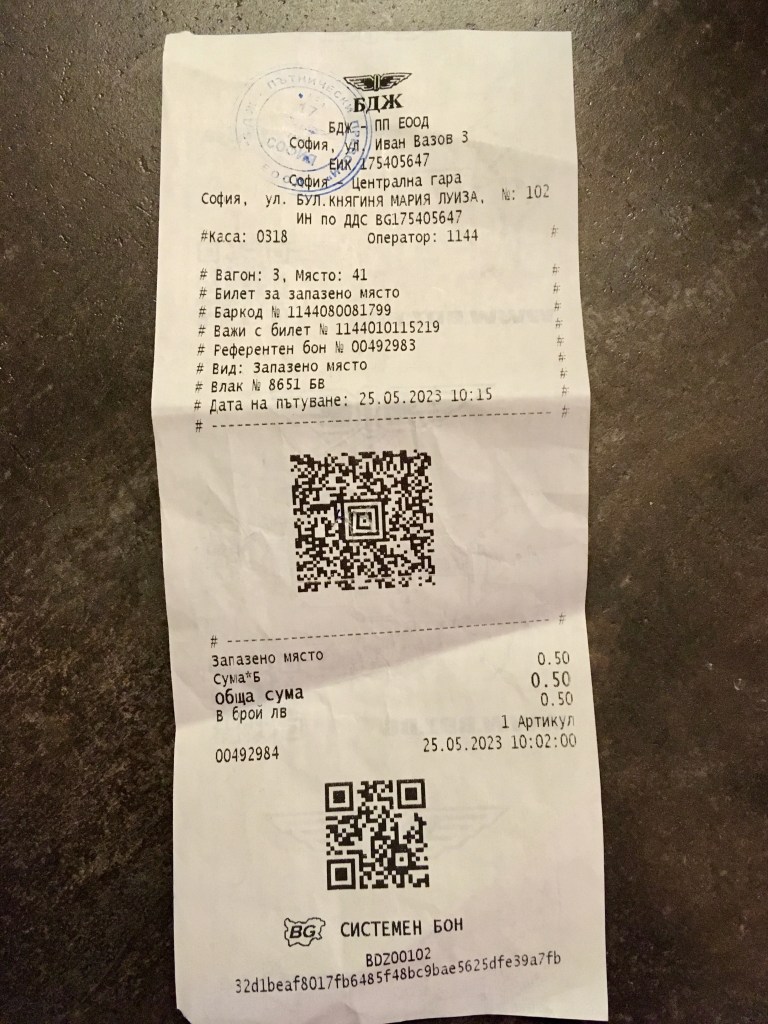 БДЖ
БДЖ - ПП ЕООД
София, ул. Иван Вазов 3
ЕИК 175405647
София - Централна гара
София, ул. БУЛ.КНЯГИНЯ МАРИЯ ЛУИЗА, №: 102
ИН по ДДС BG175405647
#Каса: 0318 Оператор: 1144 #
# Вагон: 3, Място: 41 #
# Билет за запазено място #
# Баркод № 1144080081799 #
# Важи с билет № 1144010115219 #
# Референтен бон № 00492983 #
# Вид: Запазено място #
# Влак № 8651 БВ #
# Дата на пътуване: 25.05.2023 10:15 #
# -------------------------------------- #
# -------------------------------------- #
Запазено място 0.50
Сума*Б 0.50
Обща сума 0.50
В брой лв
1 Артикул
00492984 25.05.2023 10:02:00
BG СИСТЕМЕН БОН
BDZ00102
32d1beaf8017fb6485f48bc9bae5625dfe39a7fb